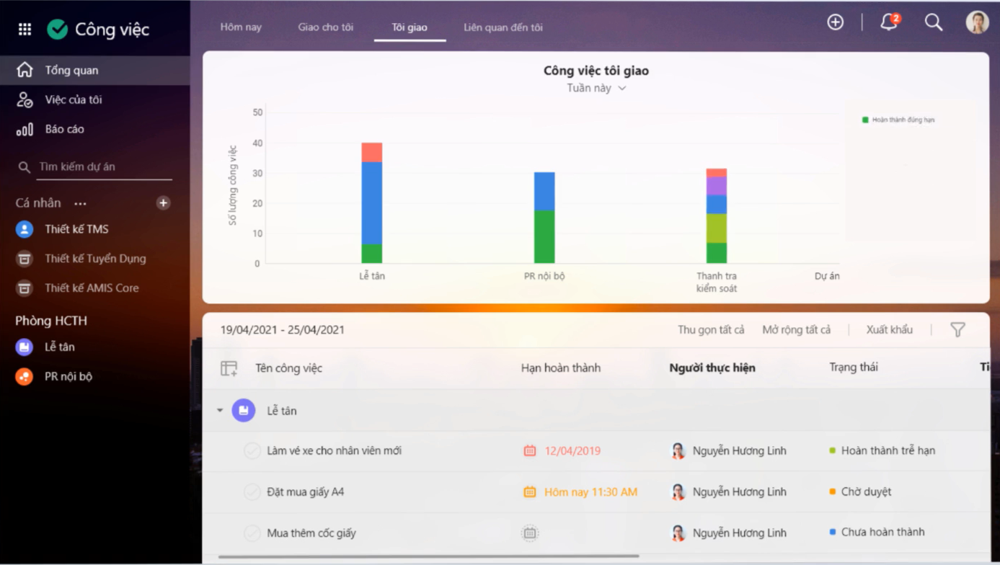 Công việc
Hôm nay
Giao cho tôi
Tôi giao
Liên quan đến tôi
2
Tổng quan
Việc của tôi
Báo cáo
Tìm kiếm dự án
Cá nhân ...
Thiết kế TMS
Thiết kế Tuyển Dụng
Thiết kế AMIS Core
Phòng HCTH
Lễ tân
PR nội bộ
Công việc tôi giao
Tuần này
Số lượng công việc
50
40
30
20
10
0
Lễ tân
PR nội bộ
Thanh tra
kiểm soát
Dự án
Hoàn thành đúng hạn
19/04/2021 - 25/04/2021
Thu gọn tất cả
Mở rộng tất cả
Xuất khẩu
Tên công việc
Hạn hoàn thành
Người thực hiện
Trạng thái
Ti
Lễ tân
Làm vé xe cho nhân viên mới
12/04/2019
Nguyễn Hương Linh
Hoàn thành trễ hạn
Đặt mua giấy A4
Hôm nay 11:30 AM
Nguyễn Hương Linh
Chờ duyệt
Mua thêm cốc giấy
Nguyễn Hương Linh
Chưa hoàn thành